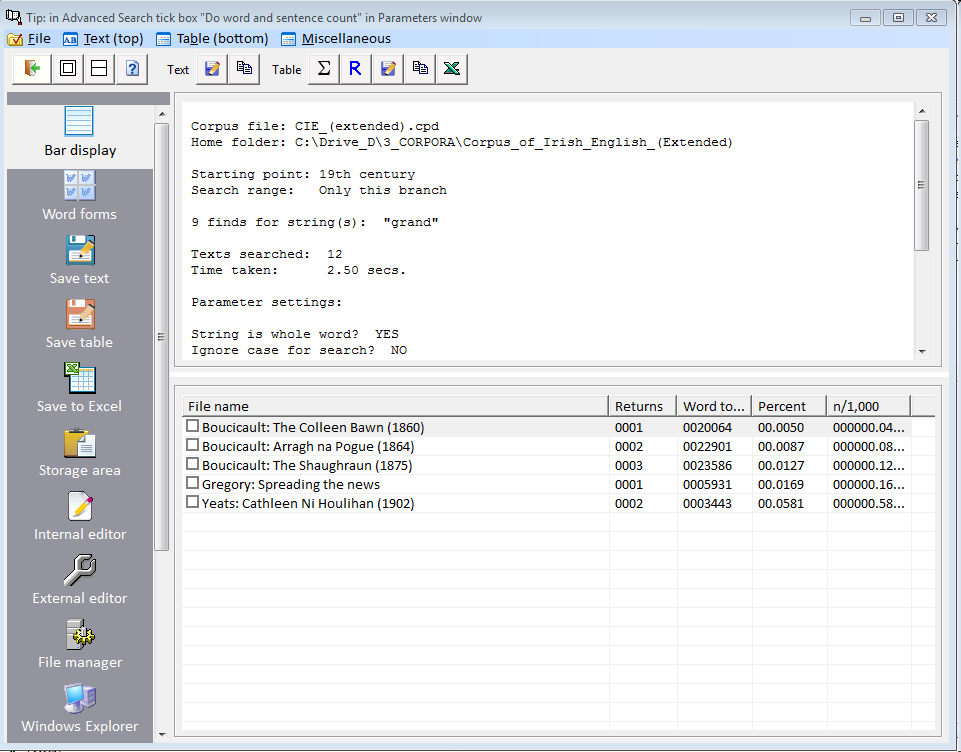 Tip: in Advanced Search tick box "Do word and sentence count" in Parameters window
File Text (top) Table (bottom) Miscellaneous
Text Table Σ R
Bar display
Word forms
Save text
Save table
Save to Excel
Storage area
Internal editor
External editor
File manager
Windows Explorer
Corpus file: CIE_(extended).cpd
Home folder: C:\Drive_D\3_CORPORA\Corpus_of_Irish_English_(Extended)
Starting point: 19th century
Search range: Only this branch
9 finds for string(s): "grand"
Texts searched: 12
Time taken: 2.50 secs.
Parameter settings:
String is whole word? YES
Ignore case for search? NO
File name Returns Word to... Percent n/1,000
Boucicault: The Colleen Bawn (1860) 0001 0020064 00.0050 000000.04...
Boucicault: Arragh na Pogue (1864) 0002 0022901 00.0087 000000.08...
Boucicault: The Shaughraun (1875) 0003 0023586 00.0127 000000.12...
Gregory: Spreading the news 0001 0005931 00.0169 000000.16...
Yeats: Cathleen Ni Houlihan (1902) 0002 0003443 00.0581 000000.58...